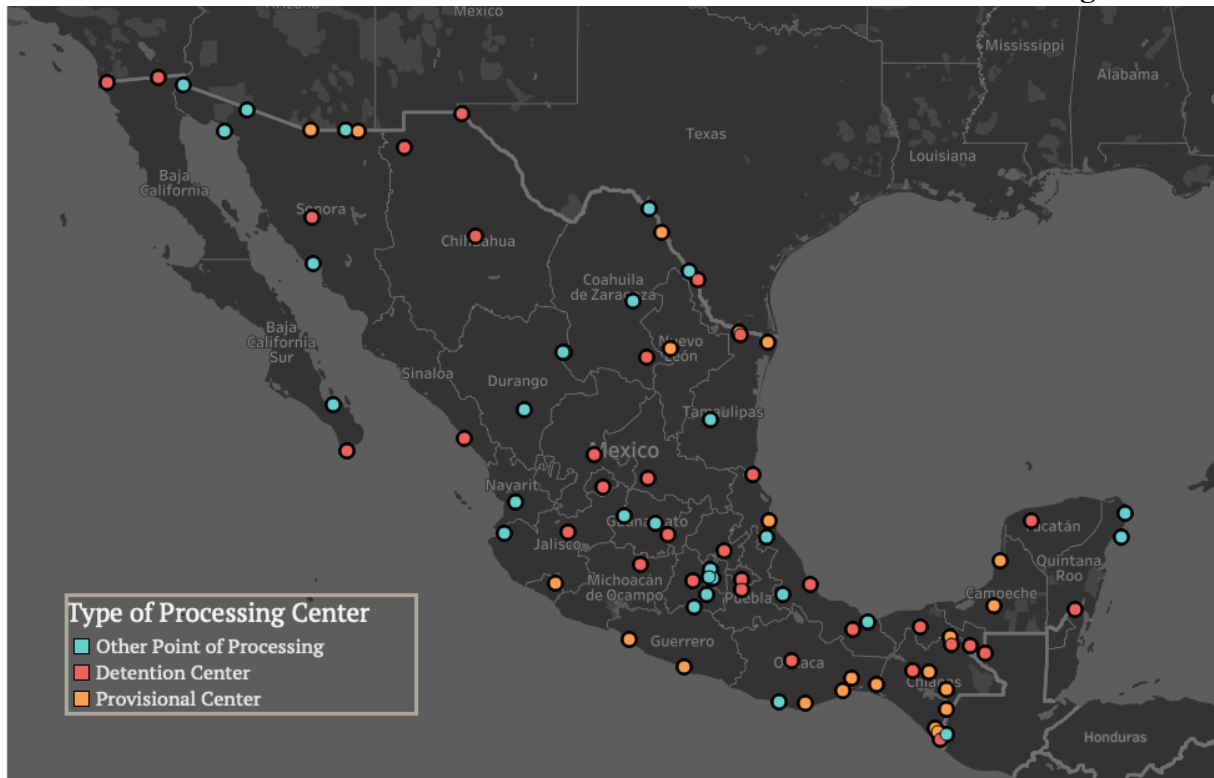 Mexico
Mississippi
Alabama
Texas
Louisiana
Baja
California
Sonora
Chihuahua
Coahuila
de Zaragoza
Baja
California
Sur
Sinaloa
Durango
Nuevo
León
Tamaulipas
Mexico
Nayarit
Guanajuato
Jalisco
Yucatán
Quintana
Roo
Campeche
Michoacán
de Ocampo
Puebla
Guerrero
Oaxaca
Chiapas
Honduras
Type of Processing Center
Other Point of Processing
Detention Center
Provisional Center